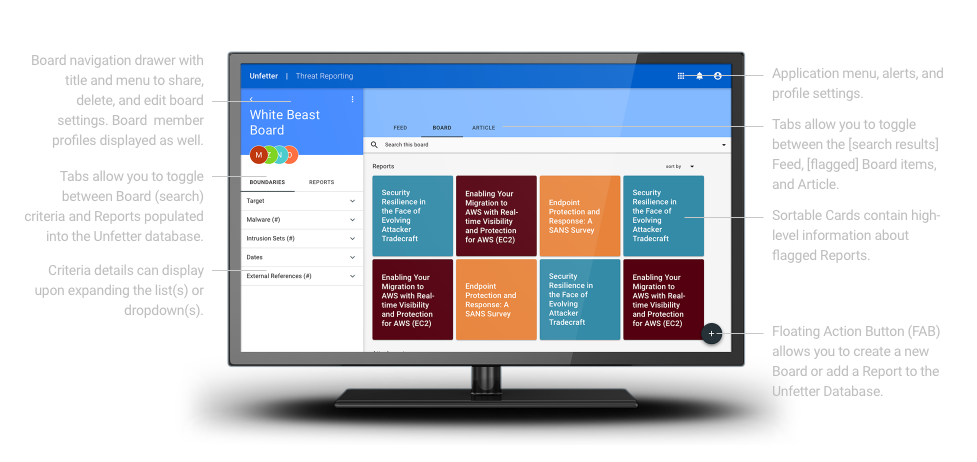 Board navigation drawer with
title and menu to share,
delete, and edit board
settings. Board member
profiles displayed as well.
Tabs allow you to toggle
between Board (search)
criteria and Reports populated
into the Unfetter database.
Criteria details can display
upon expanding the list(s) or
dropdown(s).
Unfetter | Threat Reporting
White Beast
Board
M Z N D
BOUNDARIES REPORTS
Target
Malware (#)
Intrusion Sets (#)
Dates
External References (#)
FEED BOARD ARTICLE
Search this board
Reports sort by
Security
Resilience in
the Face of
Evolving
Attacker
Tradecraft
Enabling Your
Migration to
AWS with Real-
time Visibility
and Protection
for AWS (EC2)
Endpoint
Protection and
Response: A
SANS Survey
Security
Resilience in
the Face of
Evolving
Attacker
Tradecraft
Enabling Your
Migration to
AWS with Real-
time Visibility
and Protection
for AWS (EC2)
Endpoint
Protection and
Response: A
SANS Survey
Security
Resilience in
the Face of
Evolving
Attacker
Tradecraft
Enabling Your
Migration to
AWS with Real-
time Visibility
and Protection
for AWS (EC2)
+
Application menu, alerts, and
profile settings.
Tabs allow you to toggle
between the [search results]
Feed, [flagged] Board items,
and Article.
Sortable Cards contain high-
level information about
flagged Reports.
Floating Action Button (FAB)
allows you to create a new
Board or add a Report to the
Unfetter Database.